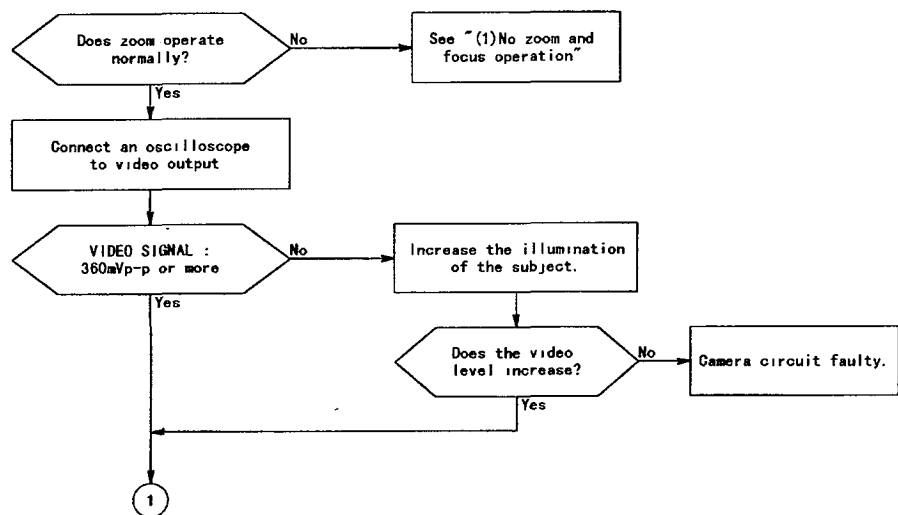 Does zoom operate
normally?
No
See "(1)No zoom and
focus operation"
Yes
Connect an oscilloscope
to video output
VIDEO SIGNAL :
360mVp-p or more
No
Increase the illumination
of the subject.
Yes
Does the video
level increase?
No
Camera circuit faulty.
Yes
1